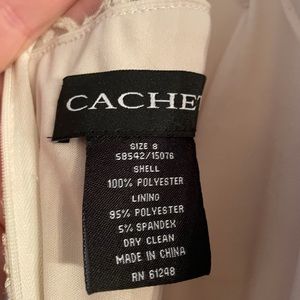 CACHET
SIZE 8
58542/15076
SHELL
100% POLYESTER
LINING
95% POLYESTER
5% SPANDEX
DRY CLEAN
MADE IN CHINA
RN 61248